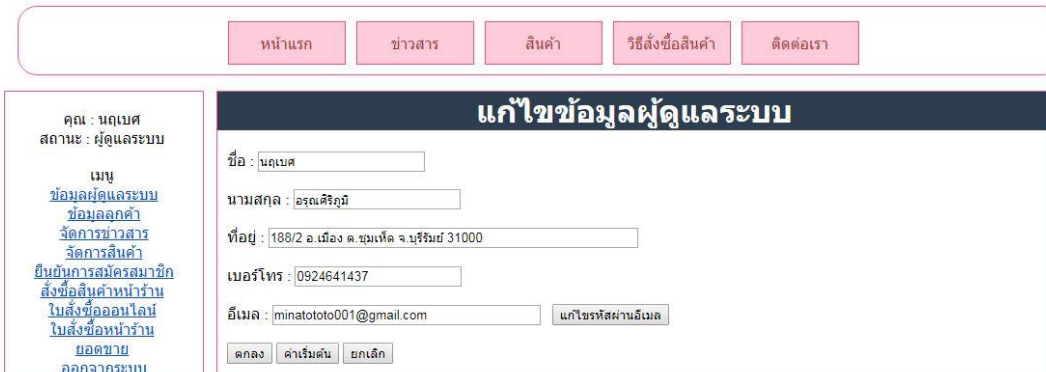 หน้าแรก ข่าวสาร สินค้า วิธีสั่งซื้อสินค้า ติดต่อเรา
คุณ : นฤเบศ
สถานะ : ผู้ดูแลระบบ
เมนู
ข้อมูลผู้ดูแลระบบ
ข้อมูลลูกค้า
จัดการข่าวสาร
จัดการสินค้า
ยืนยันการสมัครสมาชิก
สั่งซื้อสินค้าหน้าร้าน
ใบสั่งซื้อออนไลน์
ใบสั่งซื้อหน้าร้าน
ยอดขาย
ออกจากระบบ
แก้ไขข้อมูลผู้ดูแลระบบ
ชื่อ : นฤเบศ
นามสกุล : อรุณศิริภูมิ
ที่อยู่ : 188/2 อ.เมือง ต.ชุมเห็ด จ.บุรีรัมย์ 31000
เบอร์โทร : 0924641437
อีเมล : minatototo001@gmail.com แก้ไขรหัสผ่านอีเมล
ตกลง ค่าเริ่มต้น ยกเลิก